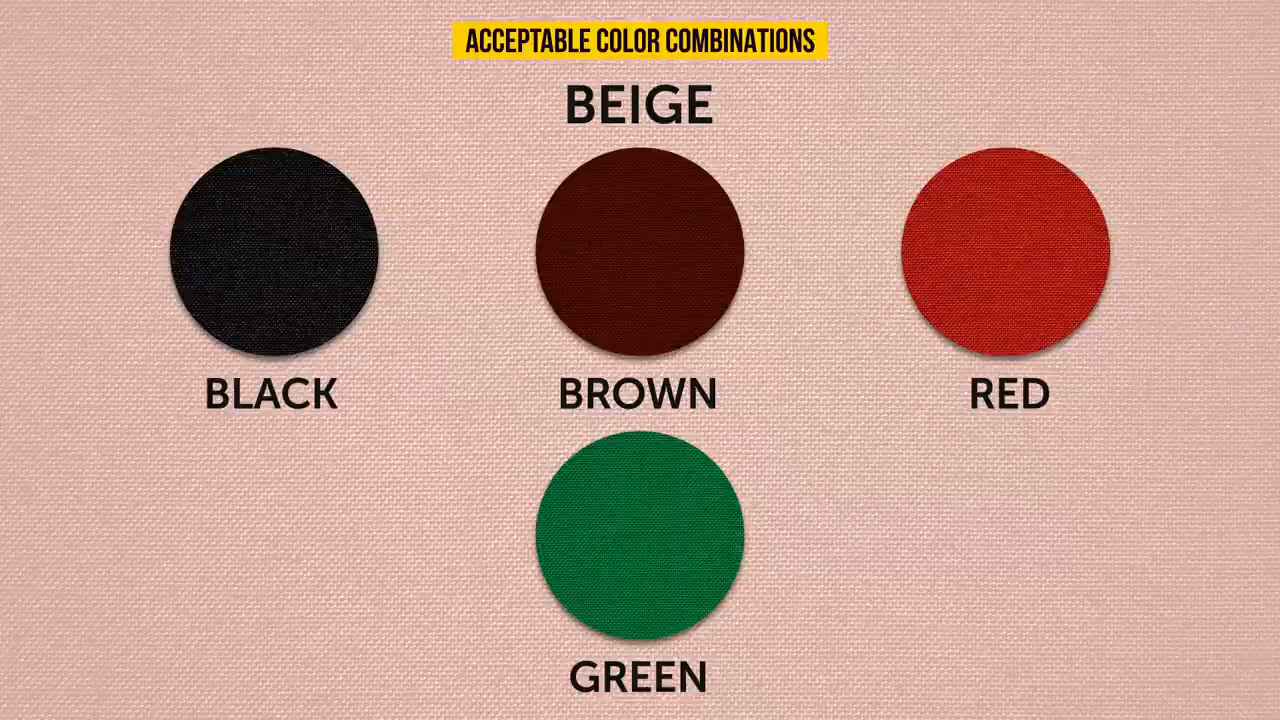 ACCEPTABLE COLOR COMBINATIONS
BEIGE
BLACK
BROWN
RED
GREEN